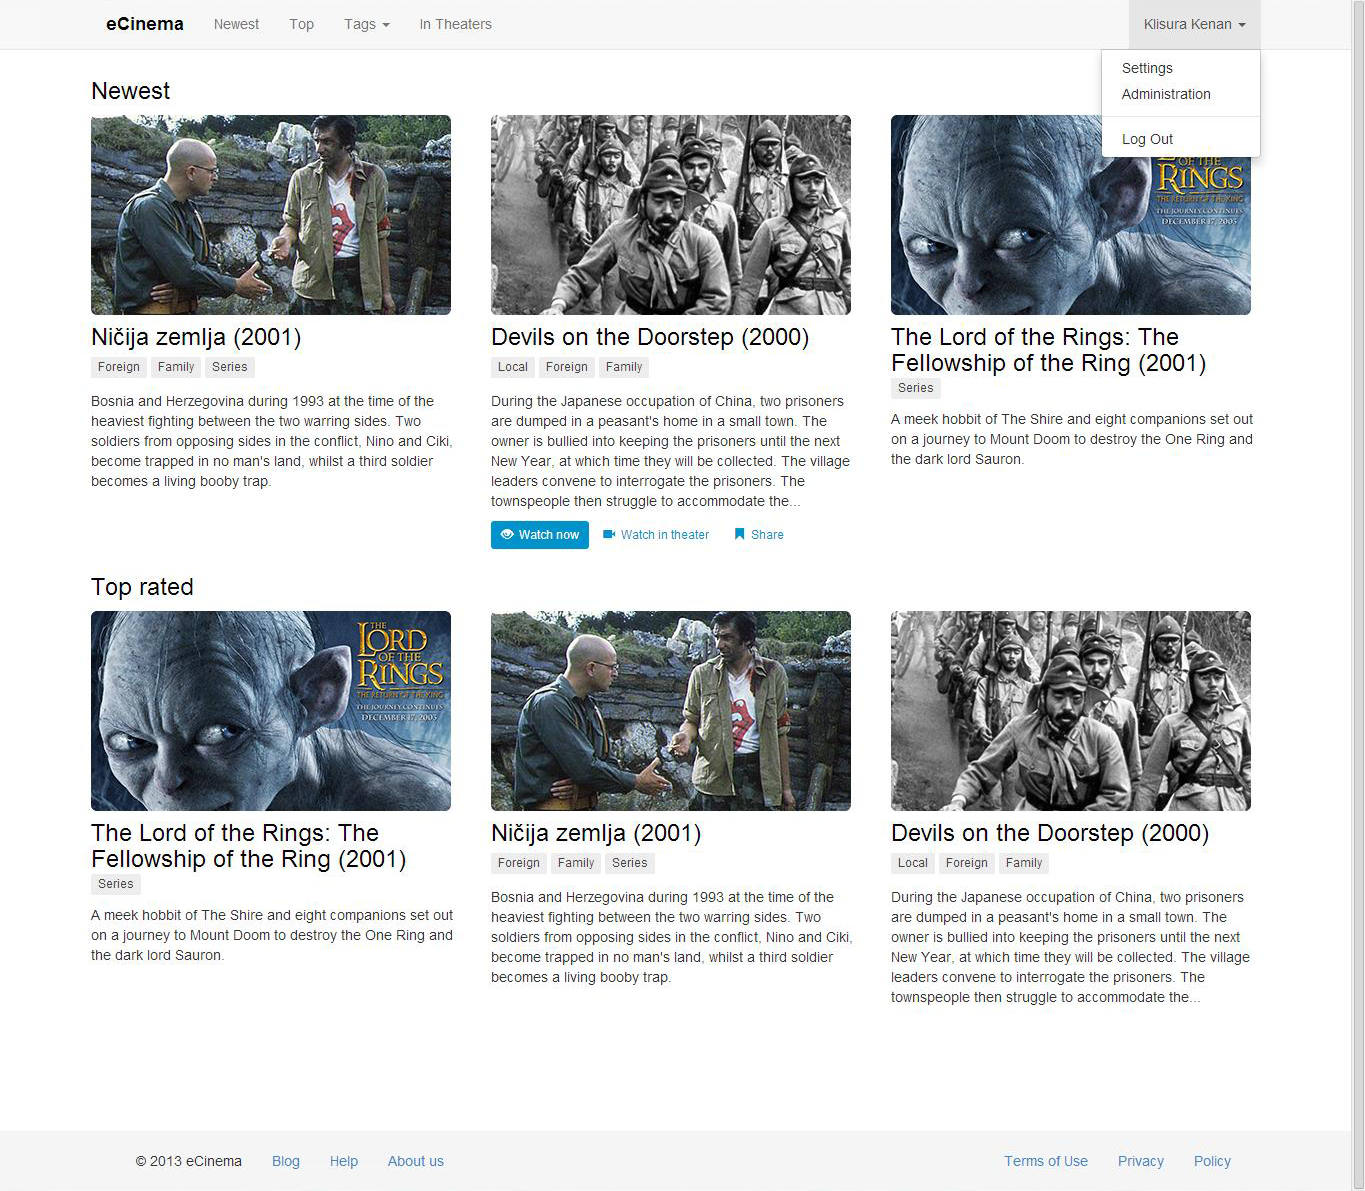 eCinema Newest Top Tags In Theaters Klisura Kenan
Settings
Administration
Log Out
Newest
OF THE
RINGS
THE RETURN OF THE KING
THE JOURNEY CONTINUES
DECEMBER 17, 2003
Ničija zemlja (2001)
Foreign Family Series
Bosnia and Herzegovina during 1993 at the time of the
heaviest fighting between the two warring sides. Two
soldiers from opposing sides in the conflict, Nino and Ciki,
become trapped in no man's land, whilst a third soldier
becomes a living booby trap.
Devils on the Doorstep (2000)
Local Foreign Family
During the Japanese occupation of China, two prisoners
are dumped in a peasant's home in a small town. The
owner is bullied into keeping the prisoners until the next
New Year, at which time they will be collected. The village
leaders convene to interrogate the prisoners. The
townspeople then struggle to accommodate the...
Watch now Watch in theater Share
The Lord of the Rings: The
Fellowship of the Ring (2001)
Series
A meek hobbit of The Shire and eight companions set out
on a journey to Mount Doom to destroy the One Ring and
the dark lord Sauron.
Top rated
THE
LORD
OF THE
RINGS
THE RETURN OF THE KING
THE JOURNEY CONTINUES
DECEMBER 17, 2003
The Lord of the Rings: The
Fellowship of the Ring (2001)
Series
A meek hobbit of The Shire and eight companions set out
on a journey to Mount Doom to destroy the One Ring and
the dark lord Sauron.
Ničija zemlja (2001)
Foreign Family Series
Bosnia and Herzegovina during 1993 at the time of the
heaviest fighting between the two warring sides. Two
soldiers from opposing sides in the conflict, Nino and Ciki,
become trapped in no man's land, whilst a third soldier
becomes a living booby trap.
Devils on the Doorstep (2000)
Local Foreign Family
During the Japanese occupation of China, two prisoners
are dumped in a peasant's home in a small town. The
owner is bullied into keeping the prisoners until the next
New Year, at which time they will be collected. The village
leaders convene to interrogate the prisoners. The
townspeople then struggle to accommodate the...
© 2013 eCinema Blog Help About us Terms of Use Privacy Policy